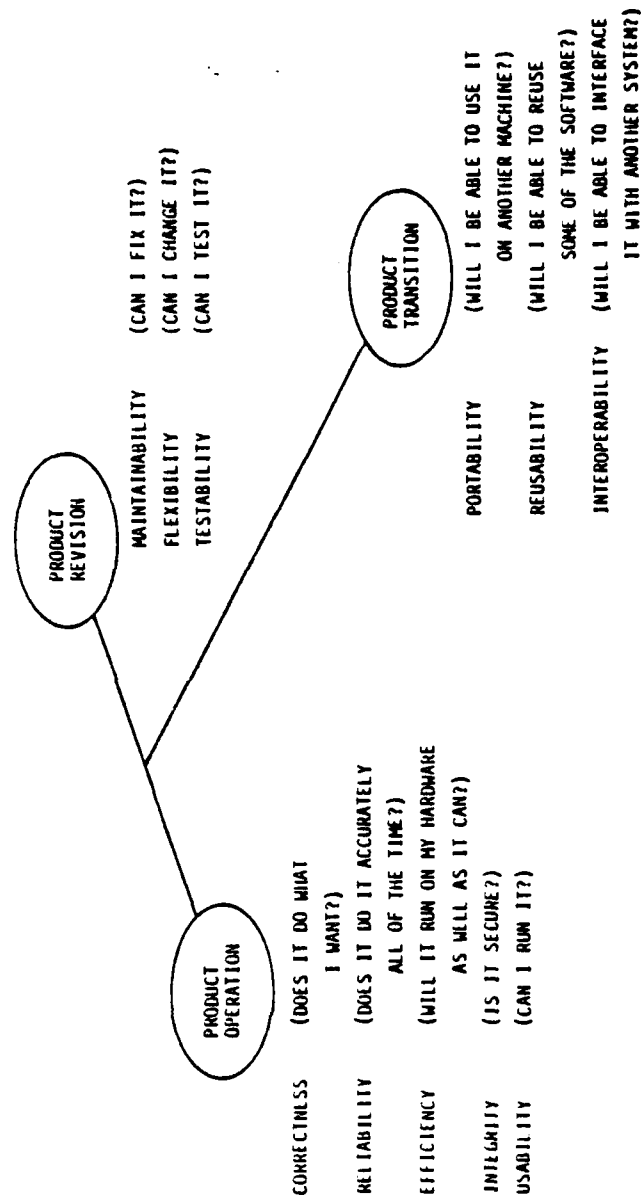 PRODUCT
REVISION
MAINTAINABILITY (CAN I FIX IT?)
FLEXIBILITY (CAN I CHANGE IT?)
TESTABILITY (CAN I TEST IT?)
PRODUCT
OPERATION
CORRECTNESS (DOES IT DO WHAT
I WANT?)
RELIABILITY (DOES IT DO IT ACCURATELY
ALL OF THE TIME?)
EFFICIENCY (WILL IT RUN ON MY HARDWARE
AS WELL AS IT CAN?)
INTEGRITY (IS IT SECURE?)
USABILITY (CAN I RUN IT?)
PRODUCT
TRANSITION
PORTABILITY (WILL I BE ABLE TO USE IT
ON ANOTHER MACHINE?)
REUSABILITY (WILL I BE ABLE TO REUSE
SOME OF THE SOFTWARE?)
INTEROPERABILITY (WILL I BE ABLE TO INTERFACE
IT WITH ANOTHER SYSTEM?)